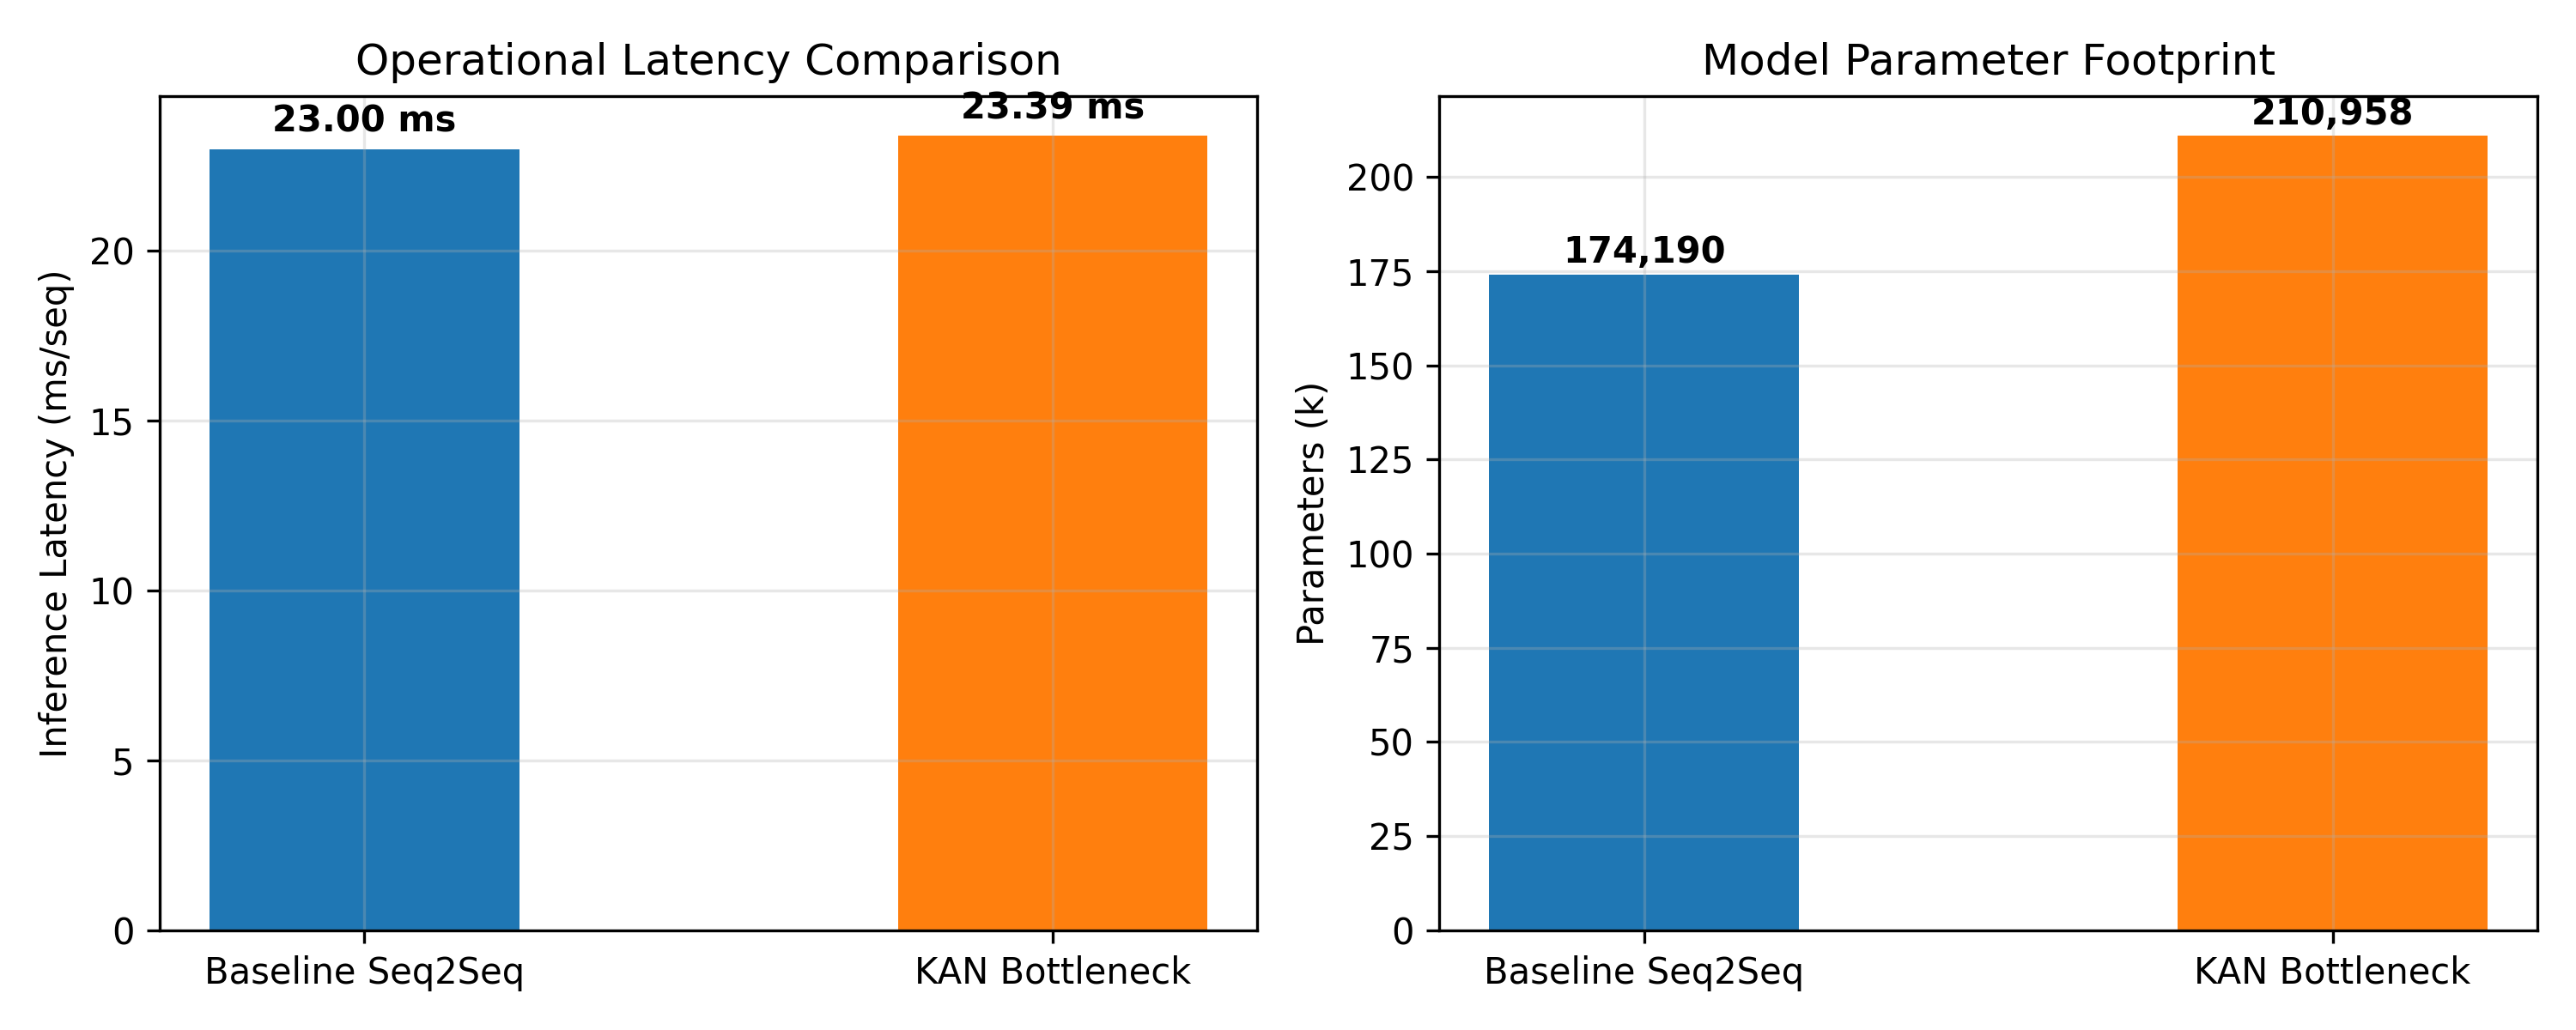 Operational Latency Comparison
Inference Latency (ms/seq)
20
15
10
5
0
23.00 ms
23.39 ms
Baseline Seq2Seq
KAN Bottleneck
Model Parameter Footprint
Parameters (k)
200
175
150
125
100
75
50
25
0
174,190
210,958
Baseline Seq2Seq
KAN Bottleneck